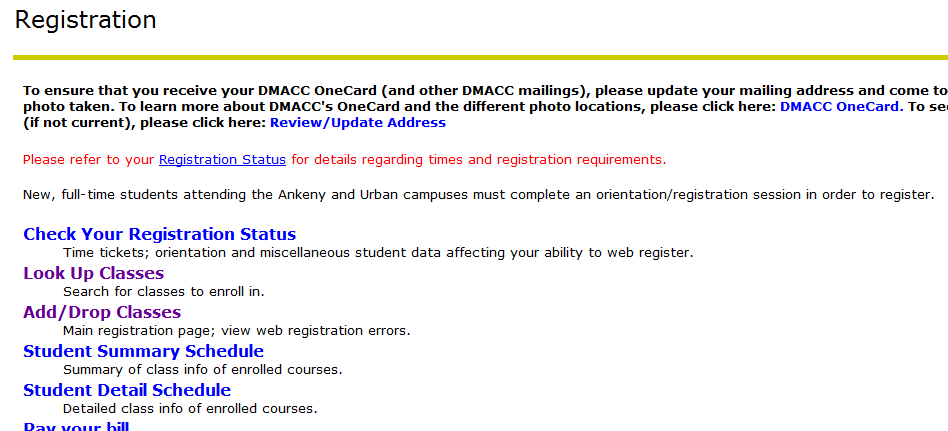 Registration
To ensure that you receive your DMACC OneCard (and other DMACC mailings), please update your mailing address and come to
photo taken. To learn more about DMACC's OneCard and the different photo locations, please click here: DMACC OneCard. To see
(if not current), please click here: Review/Update Address
Please refer to your Registration Status for details regarding times and registration requirements.
New, full-time students attending the Ankeny and Urban campuses must complete an orientation/registration session in order to register.
Check Your Registration Status
Time tickets; orientation and miscellaneous student data affecting your ability to web register.
Look Up Classes
Search for classes to enroll in.
Add/Drop Classes
Main registration page; view web registration errors.
Student Summary Schedule
Summary of class info of enrolled courses.
Student Detail Schedule
Detailed class info of enrolled courses.
Pay your bill